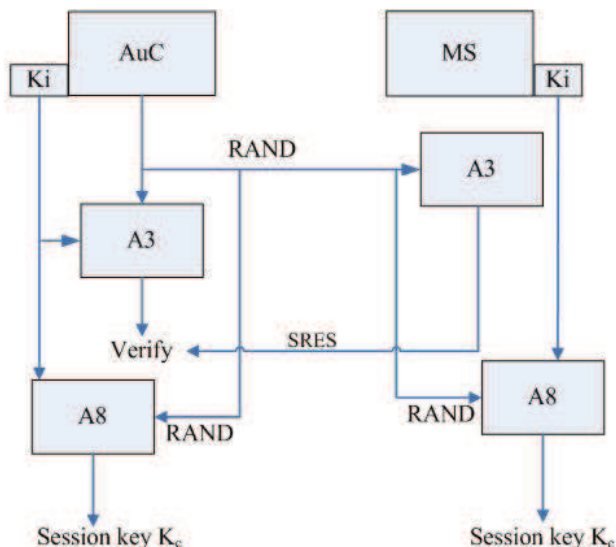 AuC
MS
Ki
Ki
RAND
A3
A3
Verify
SRES
A8
RAND
RAND
A8
Session key Kc
Session key Kc